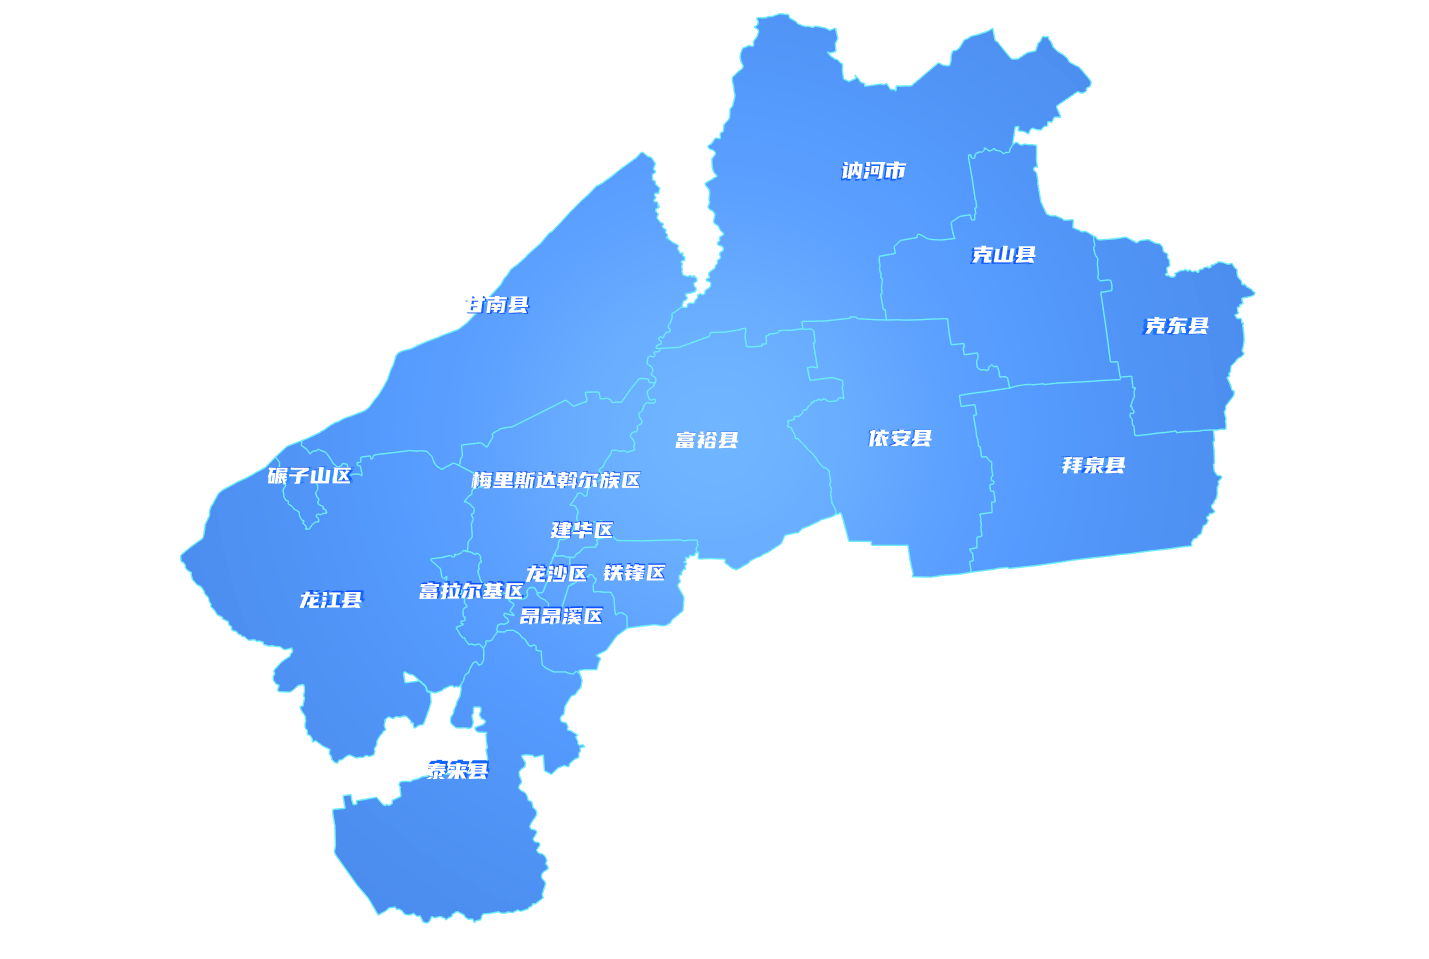 讷河市
克山县
甘南县
克东县
依安县
富裕县
拜泉县
碾子山区
梅里斯达斡尔族区
建华区
龙沙区
铁锋区
富拉尔基区
龙江县
昂昂溪区
泰来县